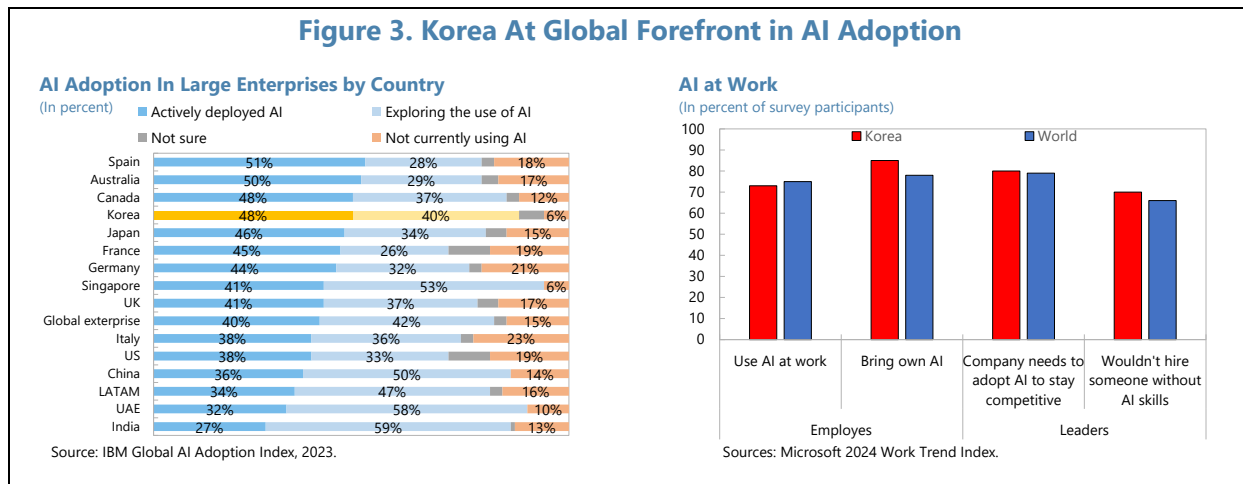 Figure 3. Korea At Global Forefront in AI Adoption
AI Adoption In Large Enterprises by Country
(In percent)
Actively deployed AI
Exploring the use of AI
Not sure
Not currently using AI
Spain 51% 28% 18%
Australia 50% 29% 17%
Canada 48% 37% 12%
Korea 48% 40% 6%
Japan 46% 34% 15%
France 45% 26% 19%
Germany 44% 32% 21%
Singapore 41% 53% 6%
UK 41% 37% 17%
Global exterprise 40% 42% 15%
Italy 38% 36% 23%
US 38% 33% 19%
China 36% 50% 14%
LATAM 34% 47% 16%
UAE 32% 58% 10%
India 27% 59% 13%
Source: IBM Global AI Adoption Index, 2023.
AI at Work
(In percent of survey participants)
Korea
World
100
90
80
70
60
50
40
30
20
10
0
Use AI at work
Bring own AI
Company needs to
adopt AI to stay
competitive
Wouldn't hire
someone without
AI skills
Employes
Leaders
Sources: Microsoft 2024 Work Trend Index.